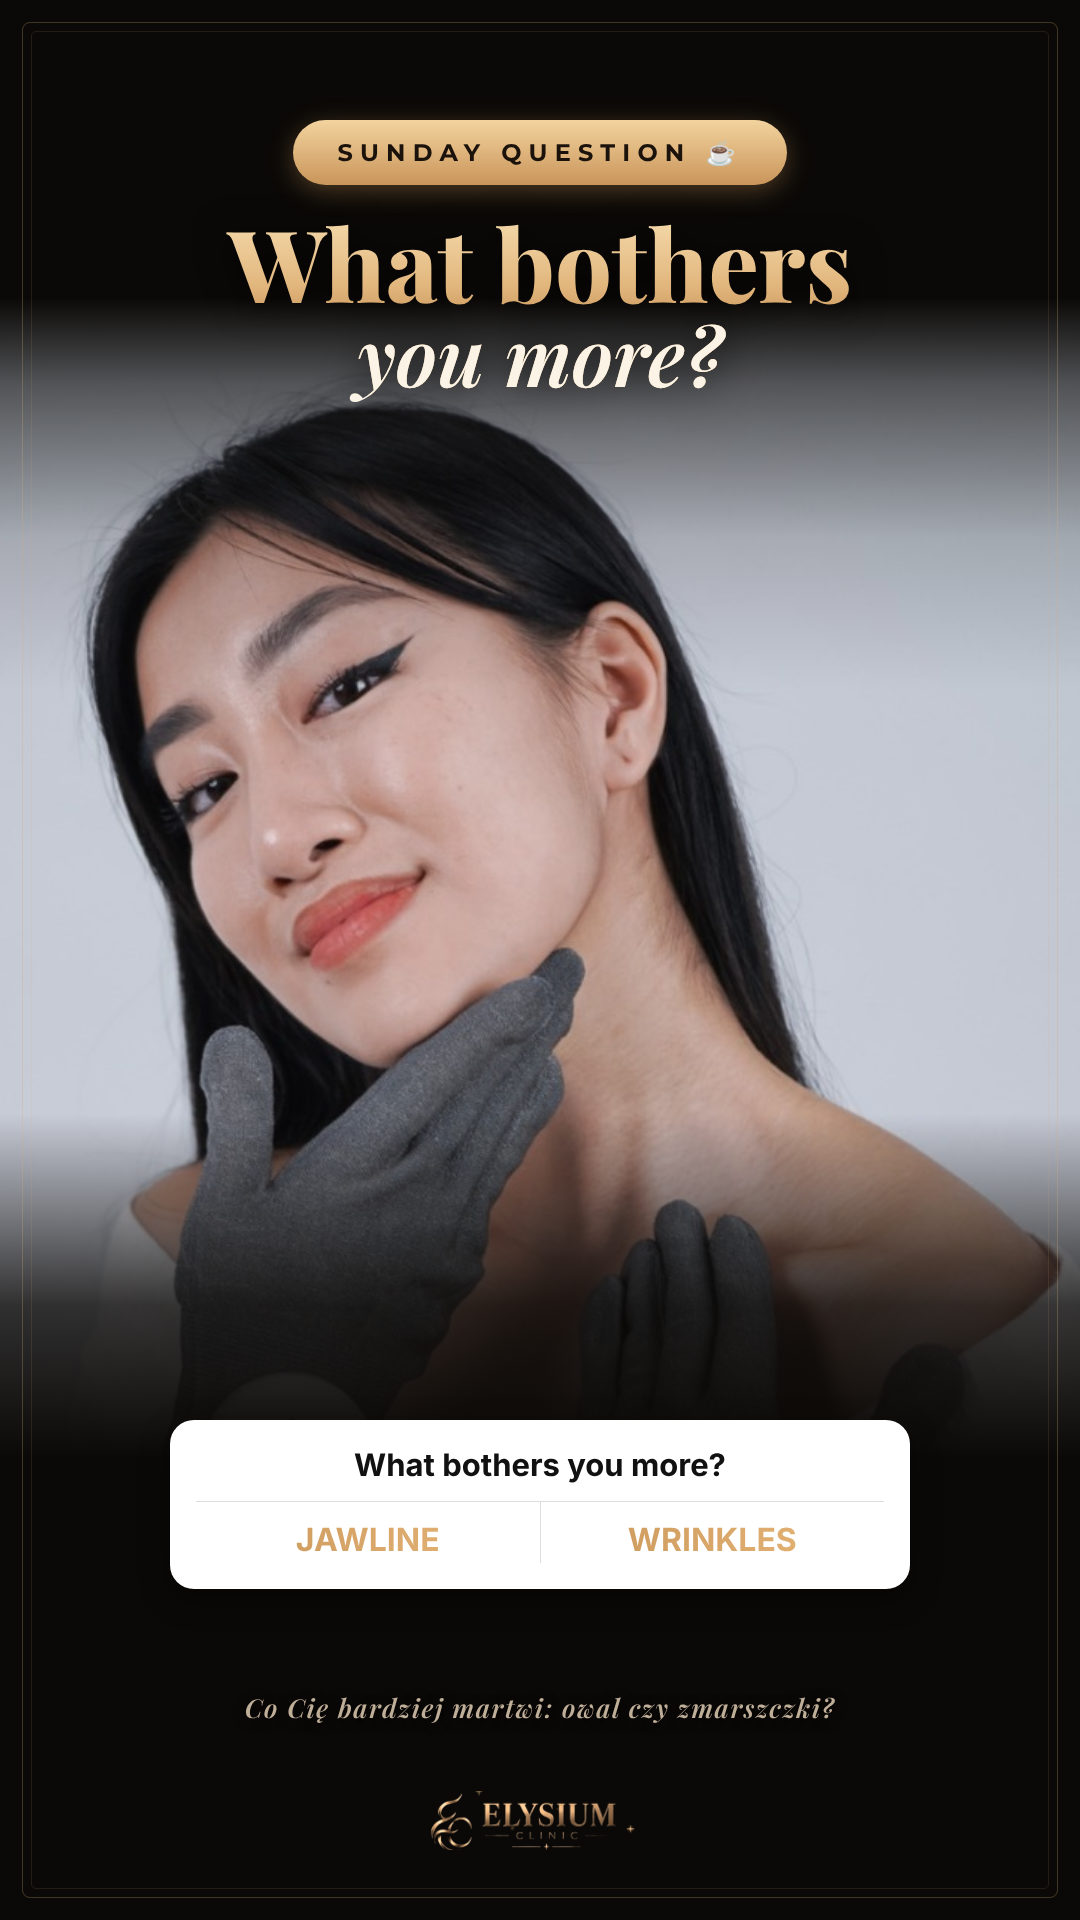 SUNDAY QUESTION ☕
What bothers
you more?
What bothers you more?
JAWLINE WRINKLES
Co Cię bardziej martwi: owal czy zmarszczki?
ELYSIUM
CLINIC